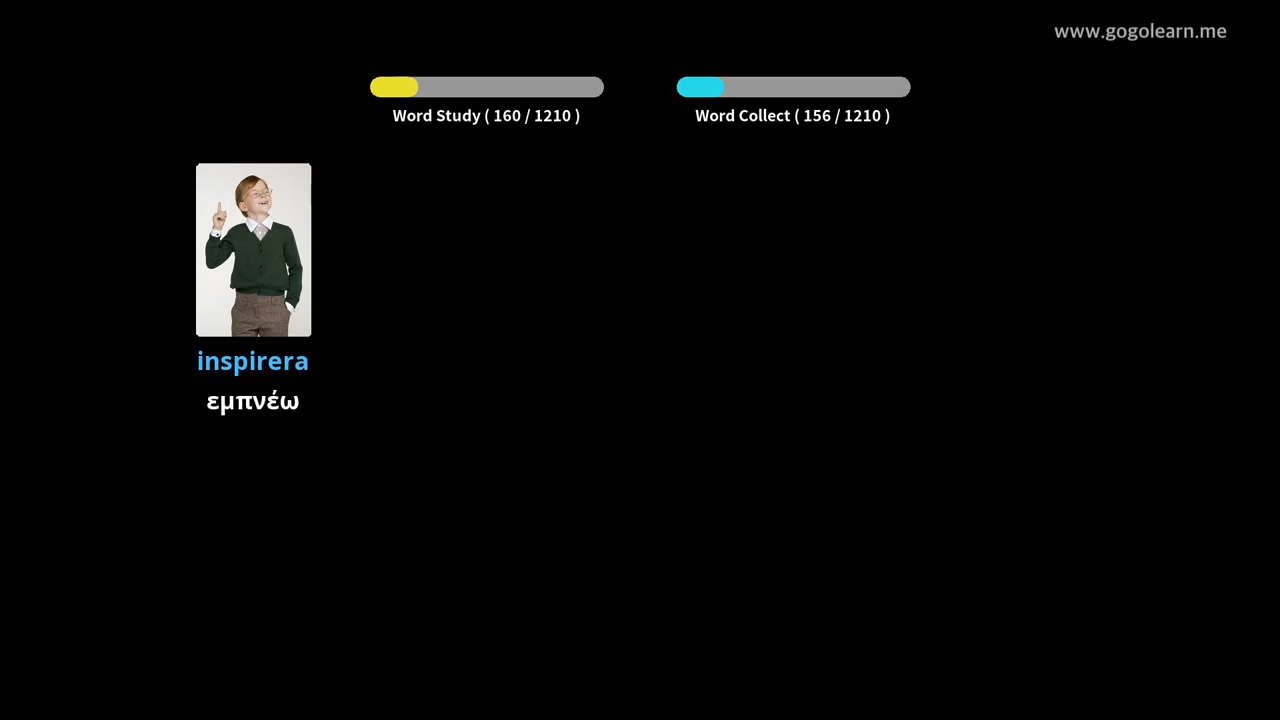 www.gogolearn.me
Word Study ( 160 / 1210 )
Word Collect ( 156 / 1210 )
inspirera
εμπνέω